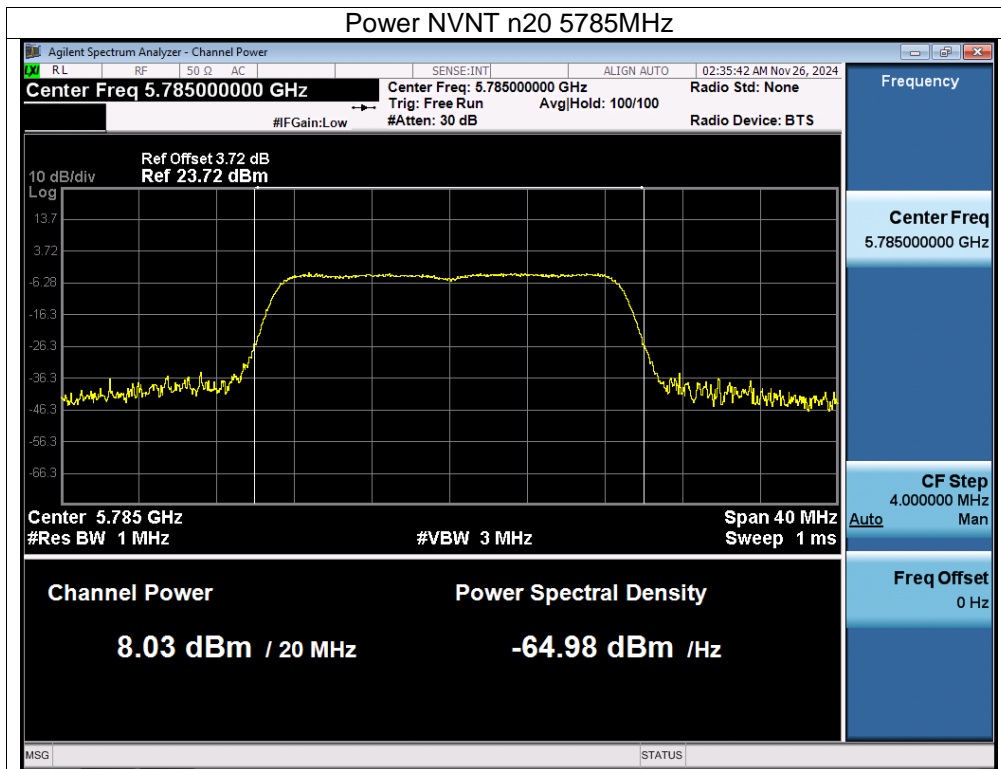 Power NVNT n20 5785MHz
Agilent Spectrum Analyzer - Channel Power
LXI RL RF 50 Ω AC SENSE:INT ALIGN AUTO 02:35:42 AM Nov 26, 2024
Center Freq 5.785000000 GHz
Center Freq: 5.785000000 GHz Radio Std: None
Trig: Free Run Avg|Hold: 100/100
#IFGain:Low #Atten: 30 dB Radio Device: BTS
Frequency
Ref Offset 3.72 dB
10 dB/div Ref 23.72 dBm
Log
13.7
3.72
-6.28
-16.3
-26.3
-36.3
-46.3
-56.3
-66.3
Center 5.785 GHz Span 40 MHz
#Res BW 1 MHz #VBW 3 MHz Sweep 1 ms
Center Freq
5.785000000 GHz
CF Step
4.000000 MHz
Auto Man
Freq Offset
0 Hz
Channel Power Power Spectral Density
8.03 dBm / 20 MHz -64.98 dBm /Hz
MSG STATUS